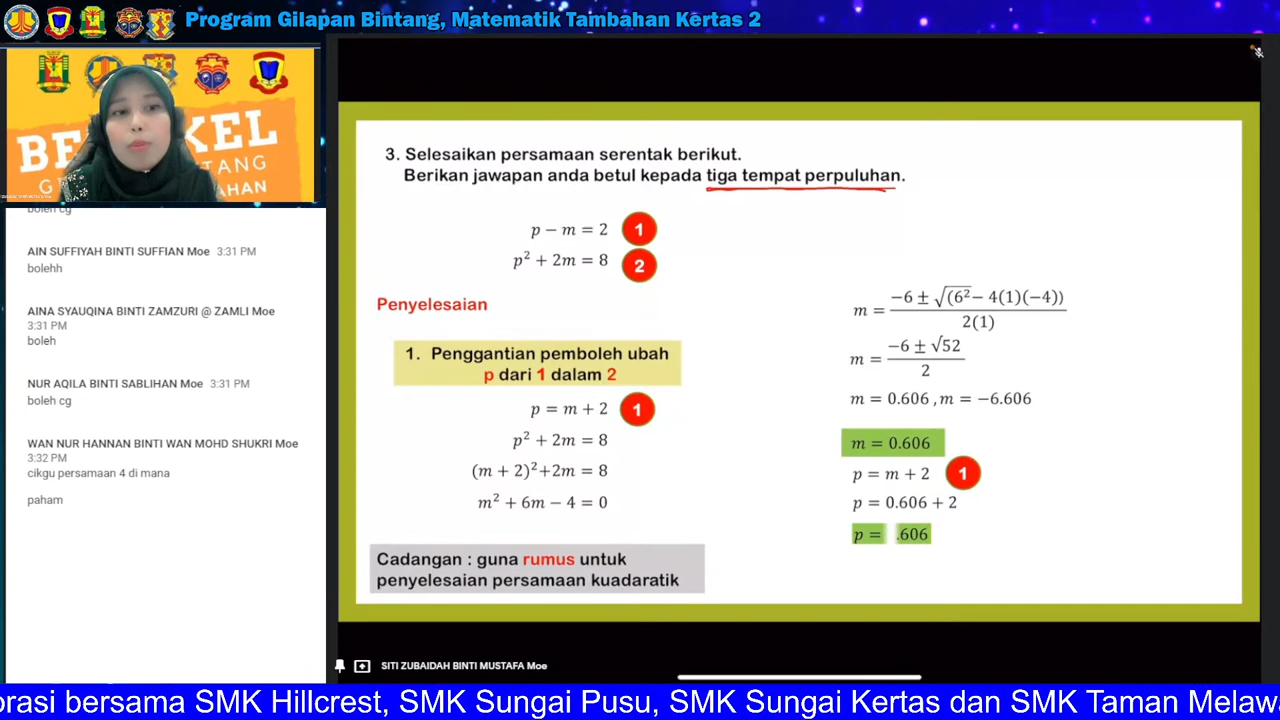 Program Gilapan Bintang, Matematik Tambahan Kertas 2
boleh cg
AIN SUFFIYAH BINTI SUFFIAN Moe 3:31 PM
bolehh
AINA SYAUQINA BINTI ZAMZURI @ ZAMLI Moe
3:31 PM
boleh
NUR AQILA BINTI SABLIHAN Moe 3:31 PM
boleh cg
WAN NUR HANNAN BINTI WAN MOHD SHUKRI Moe
3:32 PM
cikgu persamaan 4 di mana
paham
3. Selesaikan persamaan serentak berikut.
Berikan jawapan anda betul kepada tiga tempat perpuluhan.
p − m = 2 1
p² + 2m = 8 2
Penyelesaian
1. Penggantian pemboleh ubah
p dari 1 dalam 2
p = m + 2 1
p² + 2m = 8
(m + 2)²+2m = 8
m² + 6m − 4 = 0
Cadangan : guna rumus untuk
penyelesaian persamaan kuadaratik
m = (−6 ± √(6²− 4(1)(−4)) / 2(1)
m = (−6 ± √52) / 2
m = 0.606 , m = −6.606
m = 0.606
p = m + 2 1
p = 0.606 + 2
p = .606
SITI ZUBAIDAH BINTI MUSTAFA Moe
orasi bersama SMK Hillcrest, SMK Sungai Pusu, SMK Sungai Kertas dan SMK Taman Melawa